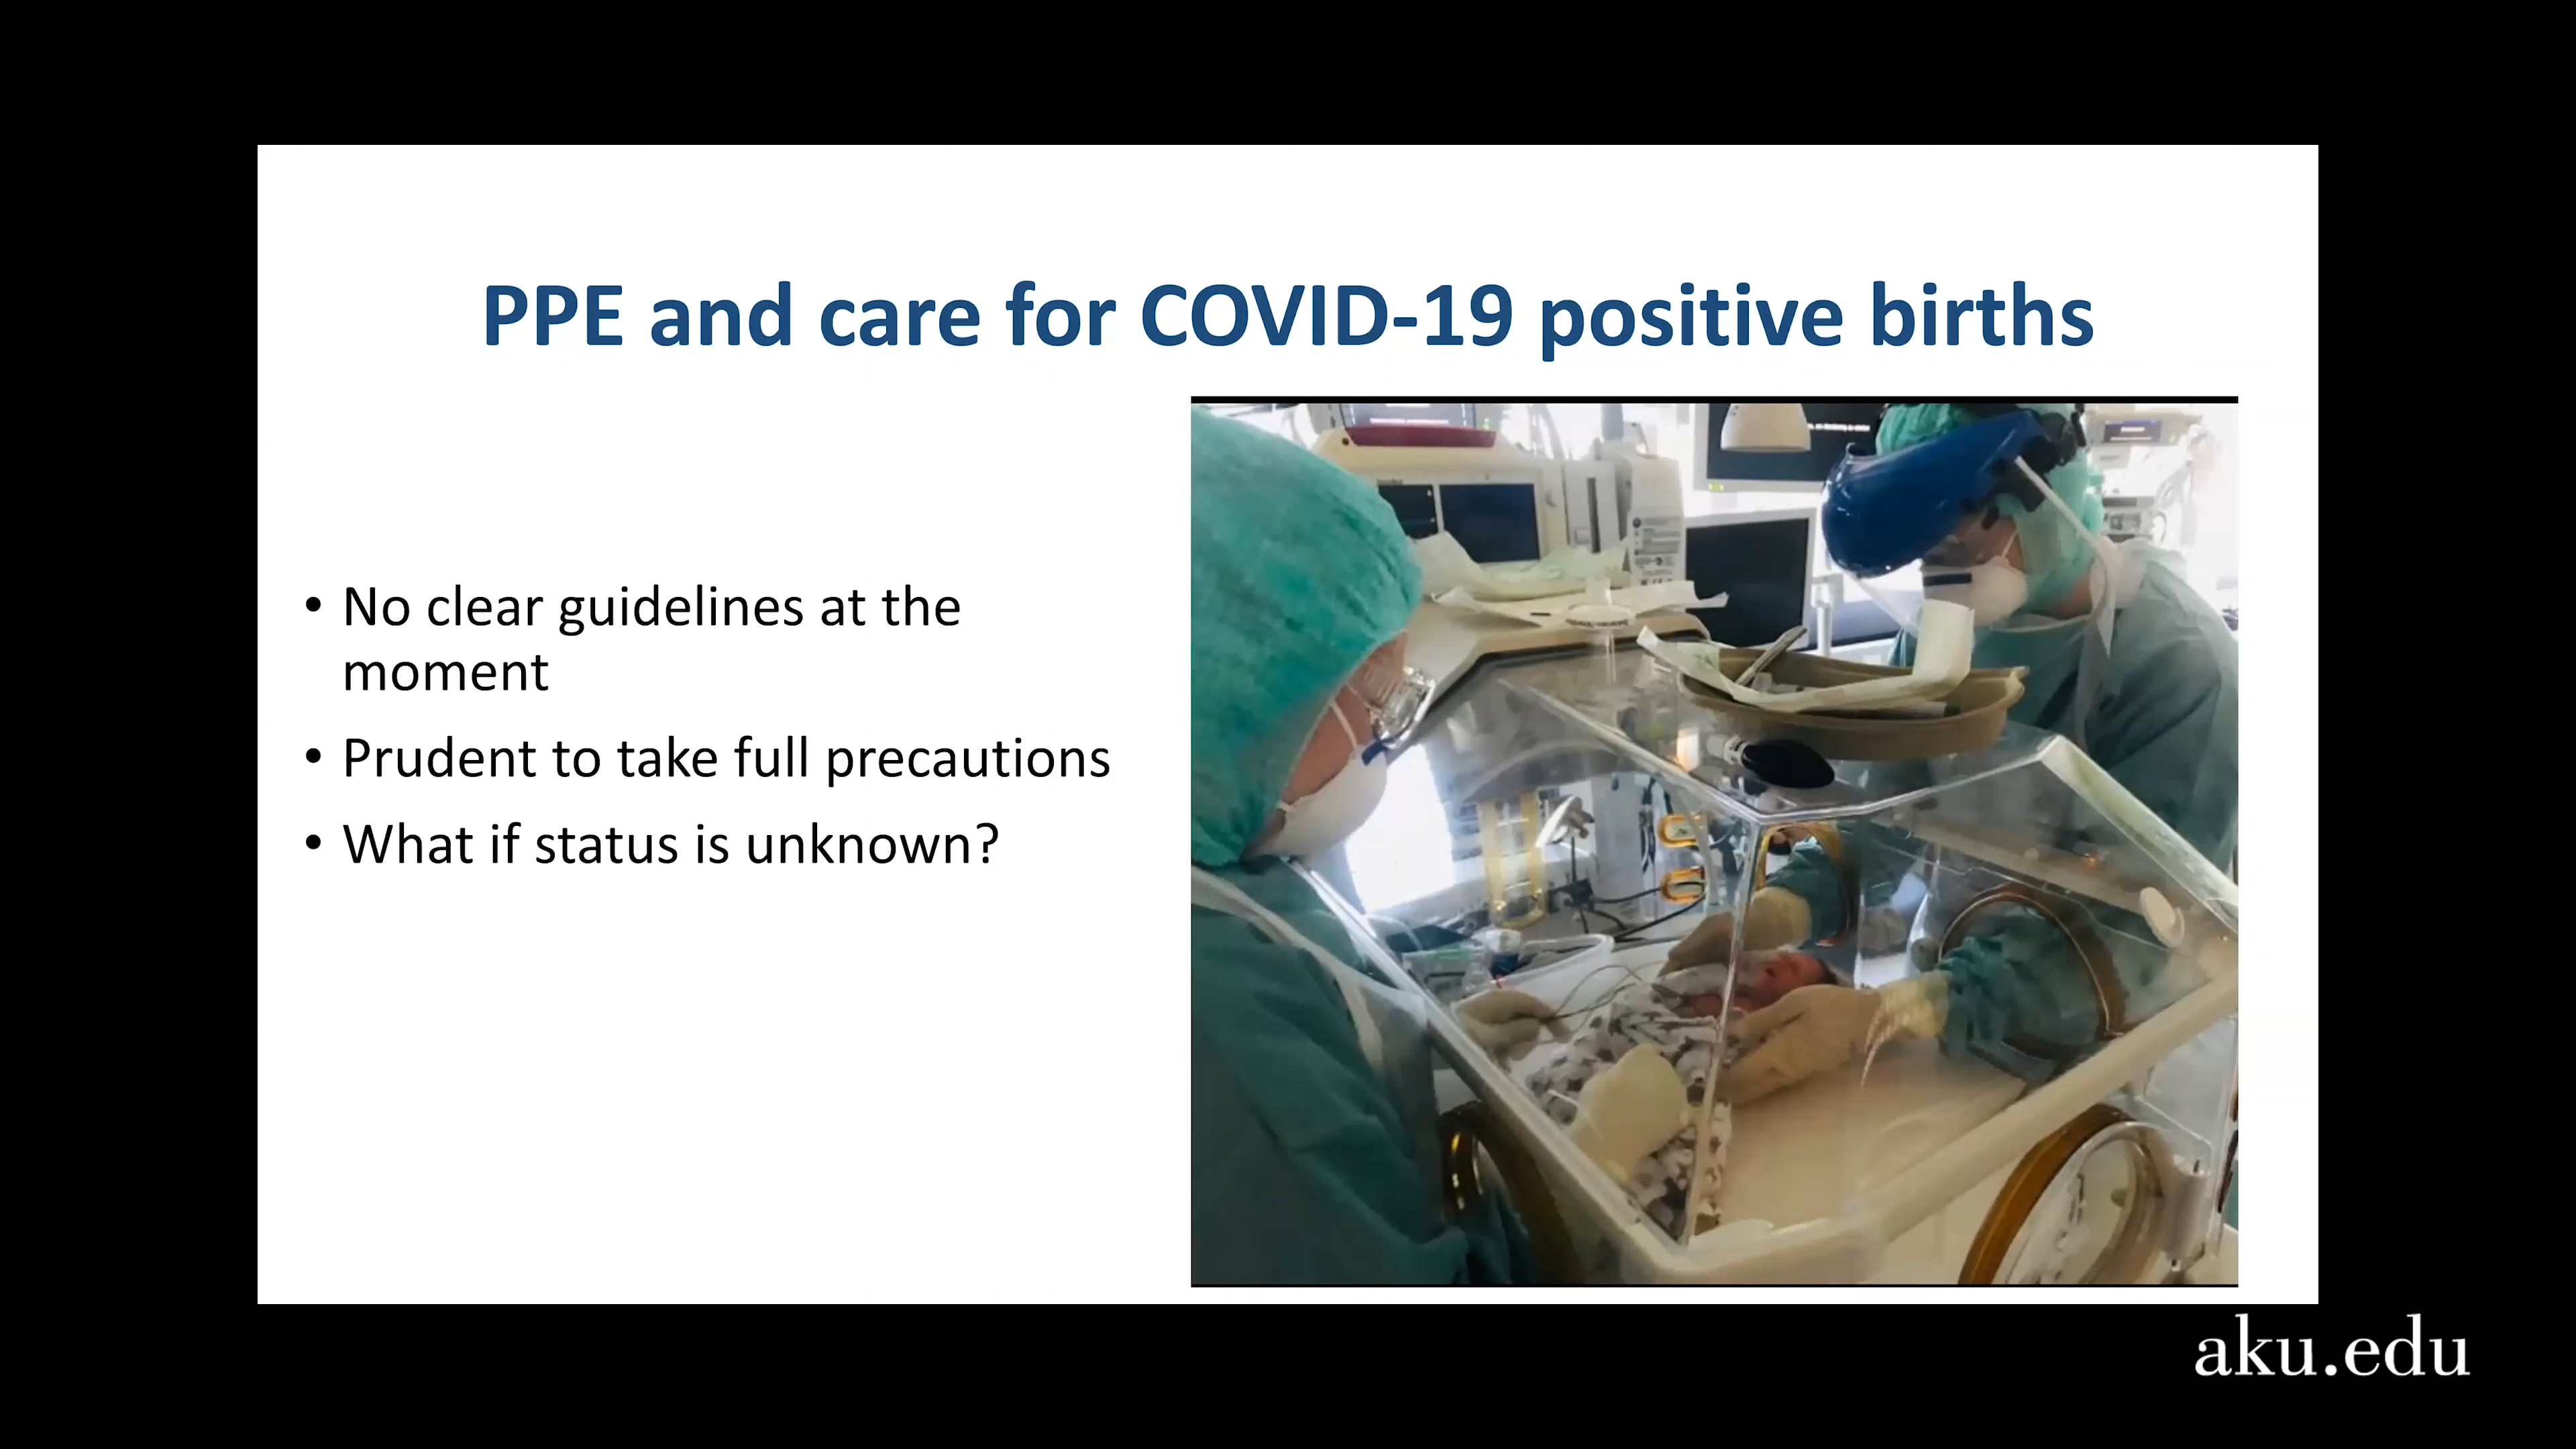 PPE and care for COVID-19 positive births
• No clear guidelines at the
moment
• Prudent to take full precautions
• What if status is unknown?
aku.edu